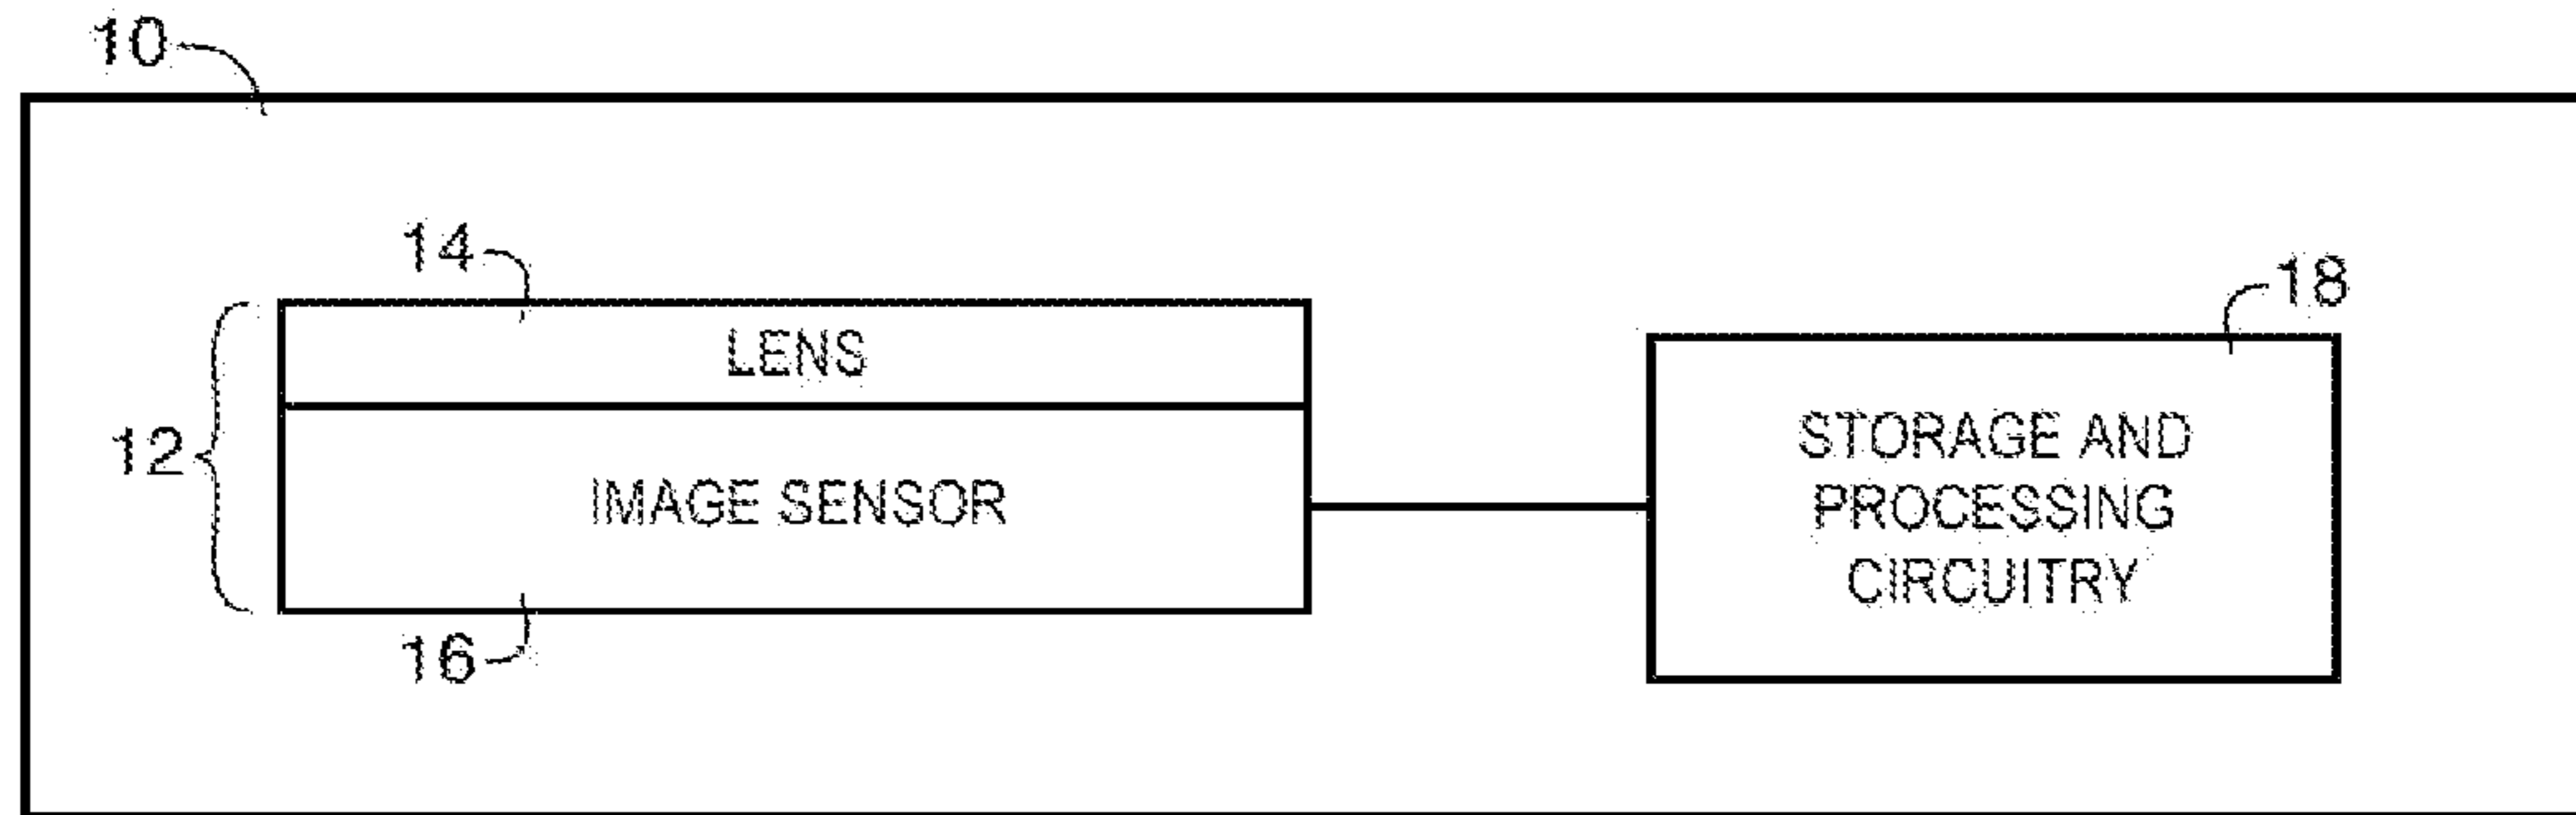 10
14
LENS
18
12
IMAGE SENSOR
STORAGE AND
PROCESSING
CIRCUITRY
16